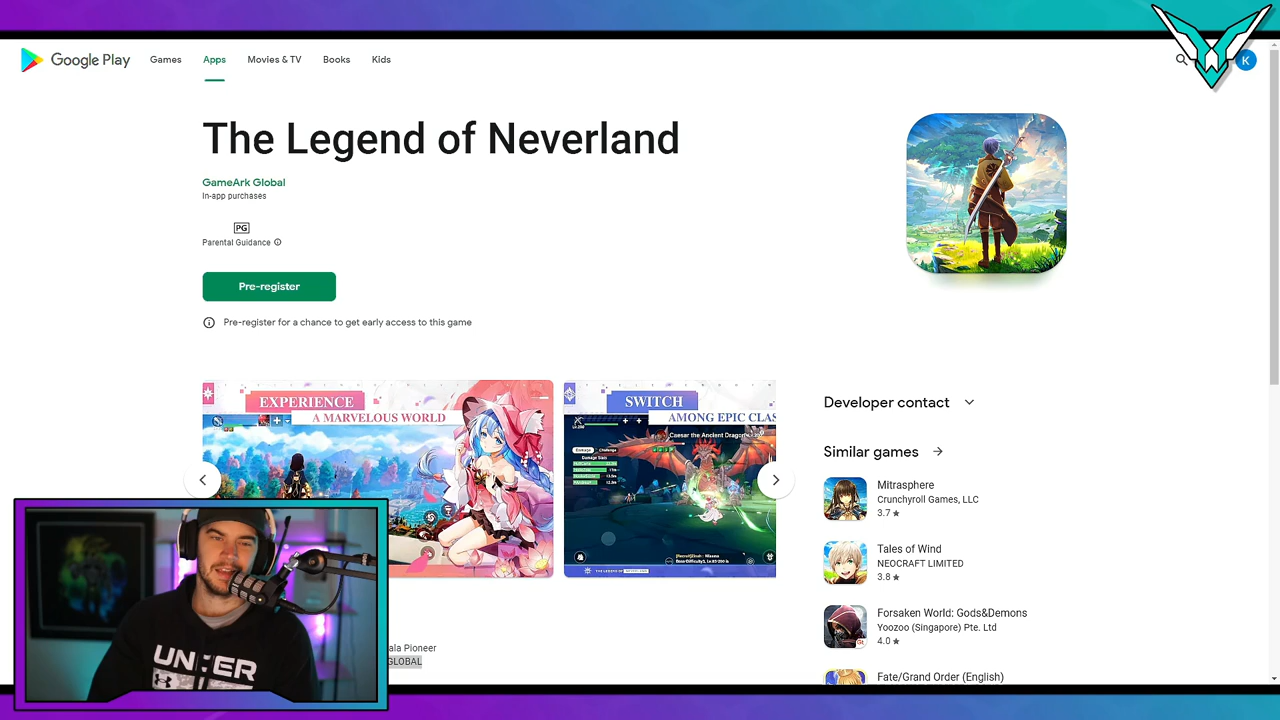 Google Play
Games
Apps
Movies & TV
Books
Kids
K
The Legend of Neverland
GameArk Global
In-app purchases
PG
Parental Guidance
Pre-register
Pre-register for a chance to get early access to this game
EXPERIENCE
A MARVELOUS WORLD
SWITCH
AMONG EPIC CLAS
Caesar the Ancient Dragon
Developer contact
Similar games
Mitrasphere
Crunchyroll Games, LLC
3.7
Tales of Wind
NEOCRAFT LIMITED
3.8
Forsaken World: Gods&Demons
Yoozoo (Singapore) Pte. Ltd
4.0
Fate/Grand Order (English)
ala Pioneer
GLOBAL
UNDER